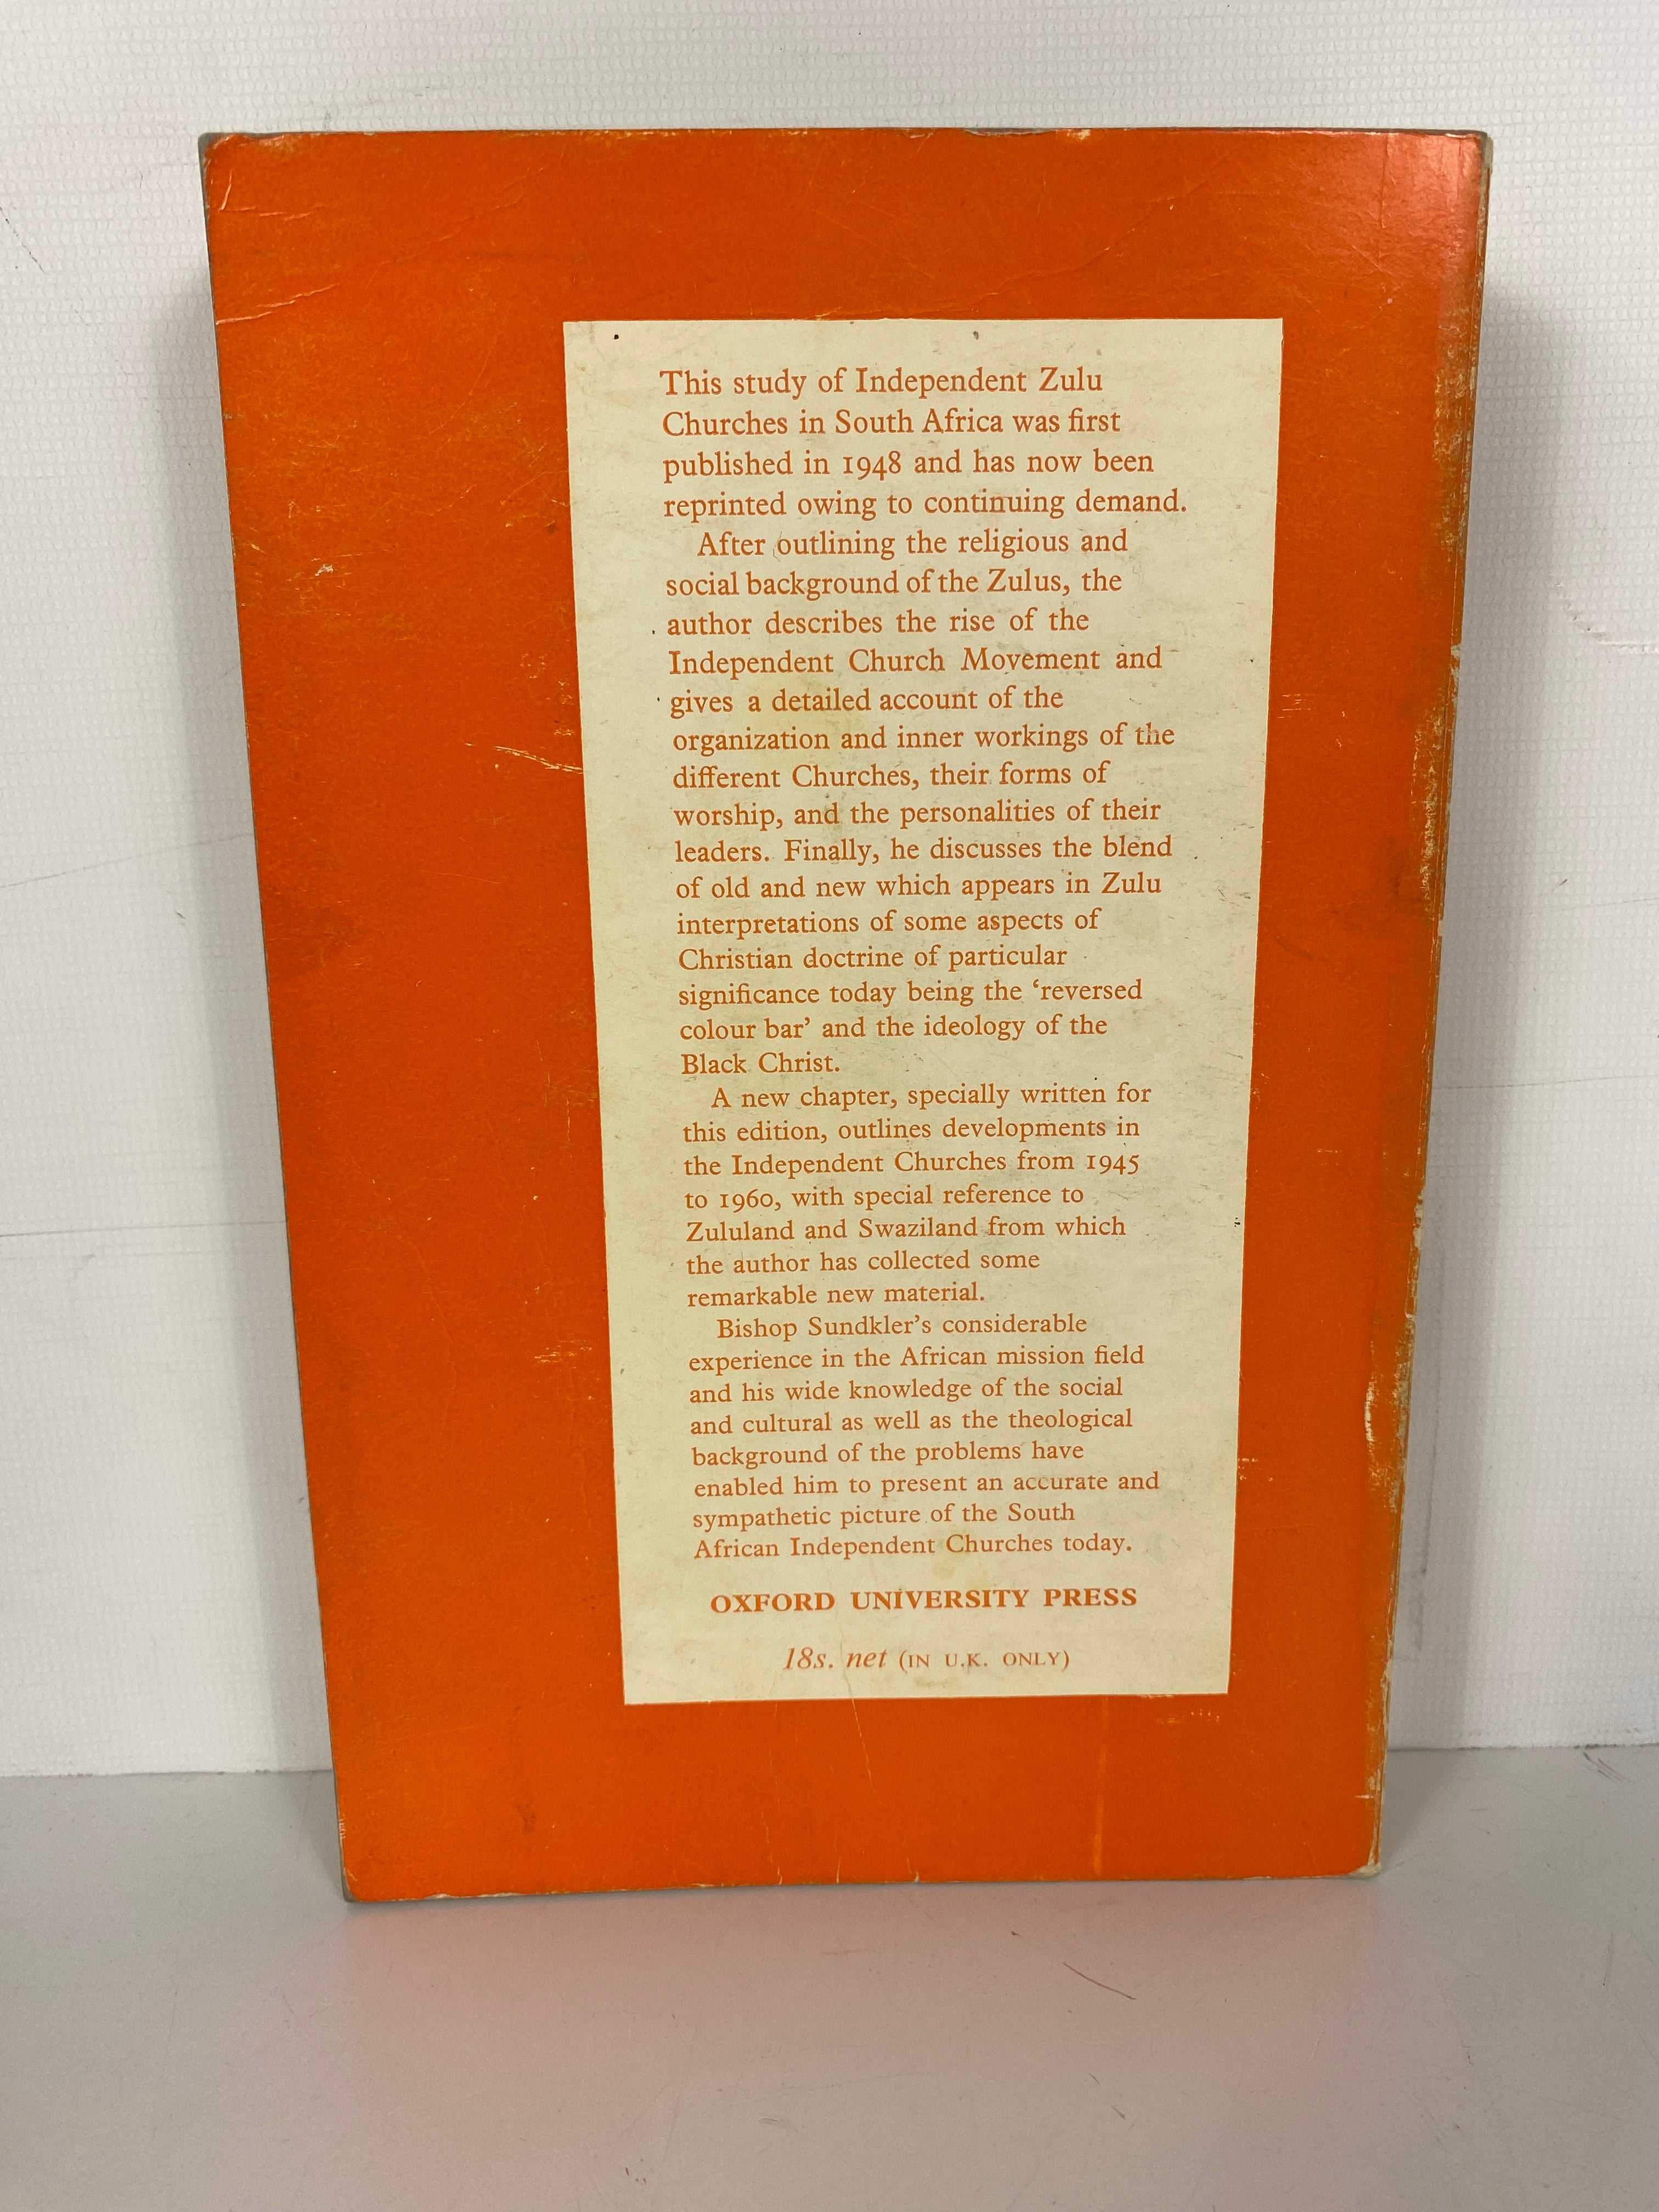 This study of Independent Zulu
Churches in South Africa was first
published in 1948 and has now been
reprinted owing to continuing demand.
After outlining the religious and
social background of the Zulus, the
author describes the rise of the
Independent Church Movement and
gives a detailed account of the
organization and inner workings of the
different Churches, their forms of
worship, and the personalities of their
leaders. Finally, he discusses the blend
of old and new which appears in Zulu
interpretations of some aspects of
Christian doctrine of particular
significance today being the ‘reversed
colour bar’ and the ideology of the
Black Christ.
A new chapter, specially written for
this edition, outlines developments in
the Independent Churches from 1945
to 1960, with special reference to
Zululand and Swaziland from which
the author has collected some
remarkable new material.
Bishop Sundkler’s considerable
experience in the African mission field
and his wide knowledge of the social
and cultural as well as the theological
background of the problems have
enabled him to present an accurate and
sympathetic picture of the South
African Independent Churches today.
OXFORD UNIVERSITY PRESS
18s. net (IN U.K. ONLY)